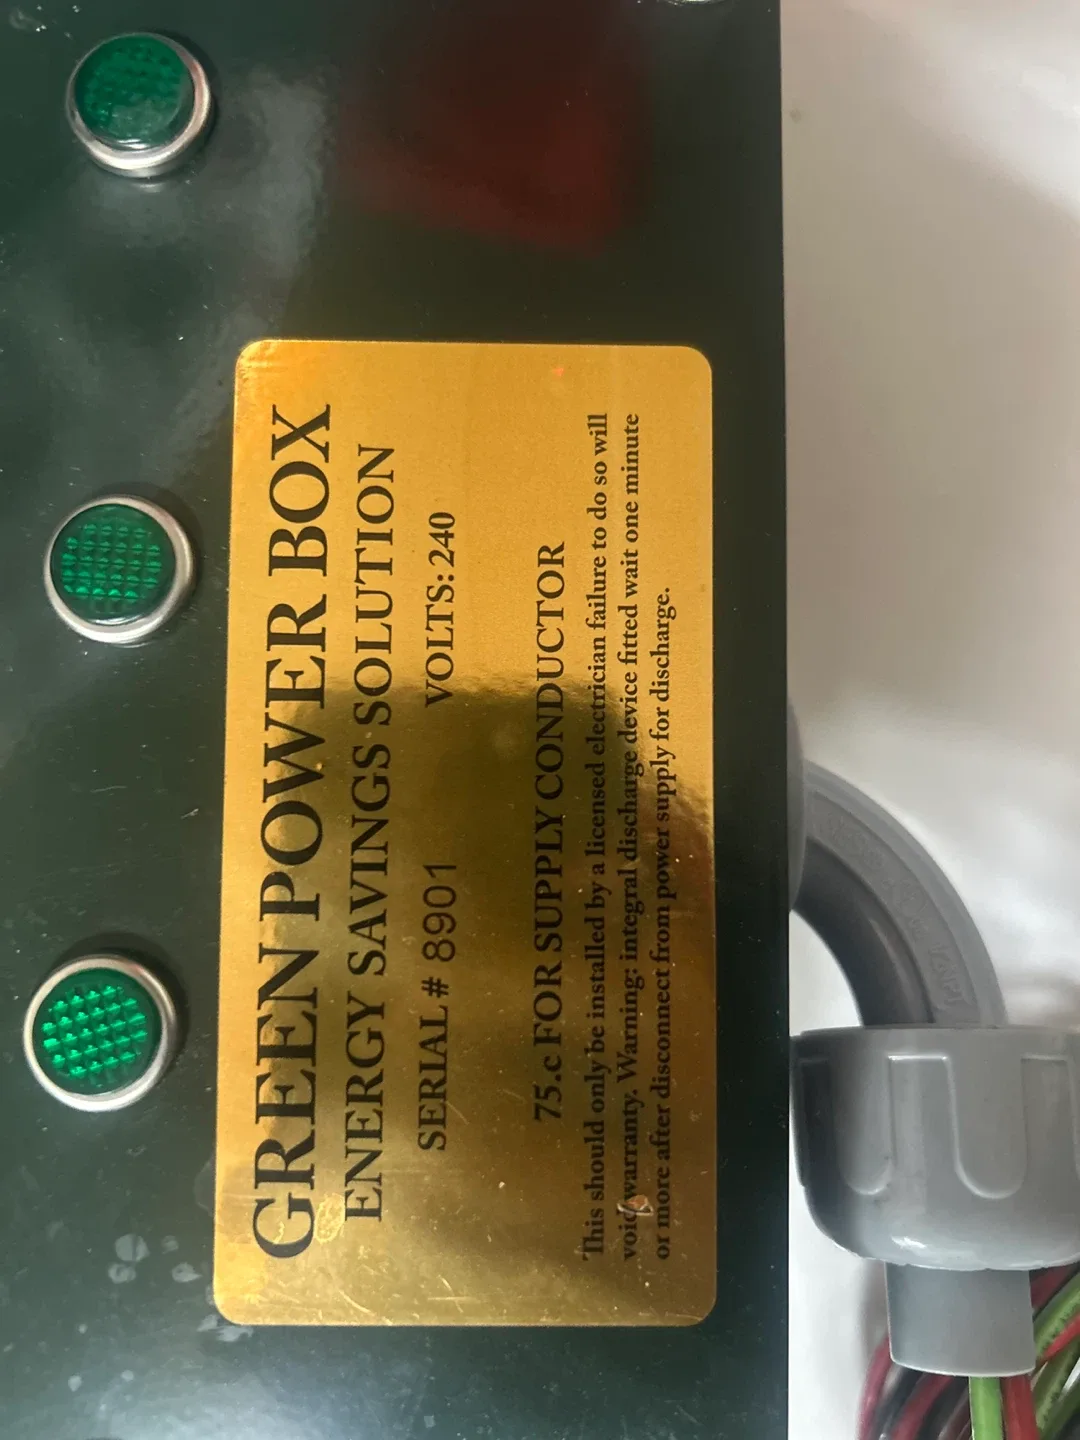 GREEN POWER BOX
ENERGY SAVINGS SOLUTION
SERIAL # 8901 VOLTS: 240
75.c FOR SUPPLY CONDUCTOR
This should only be installed by a licensed electrician failure to do so will
void warranty. Warning: integral discharge device fitted wait one minute
or more after disconnect from power supply for discharge.